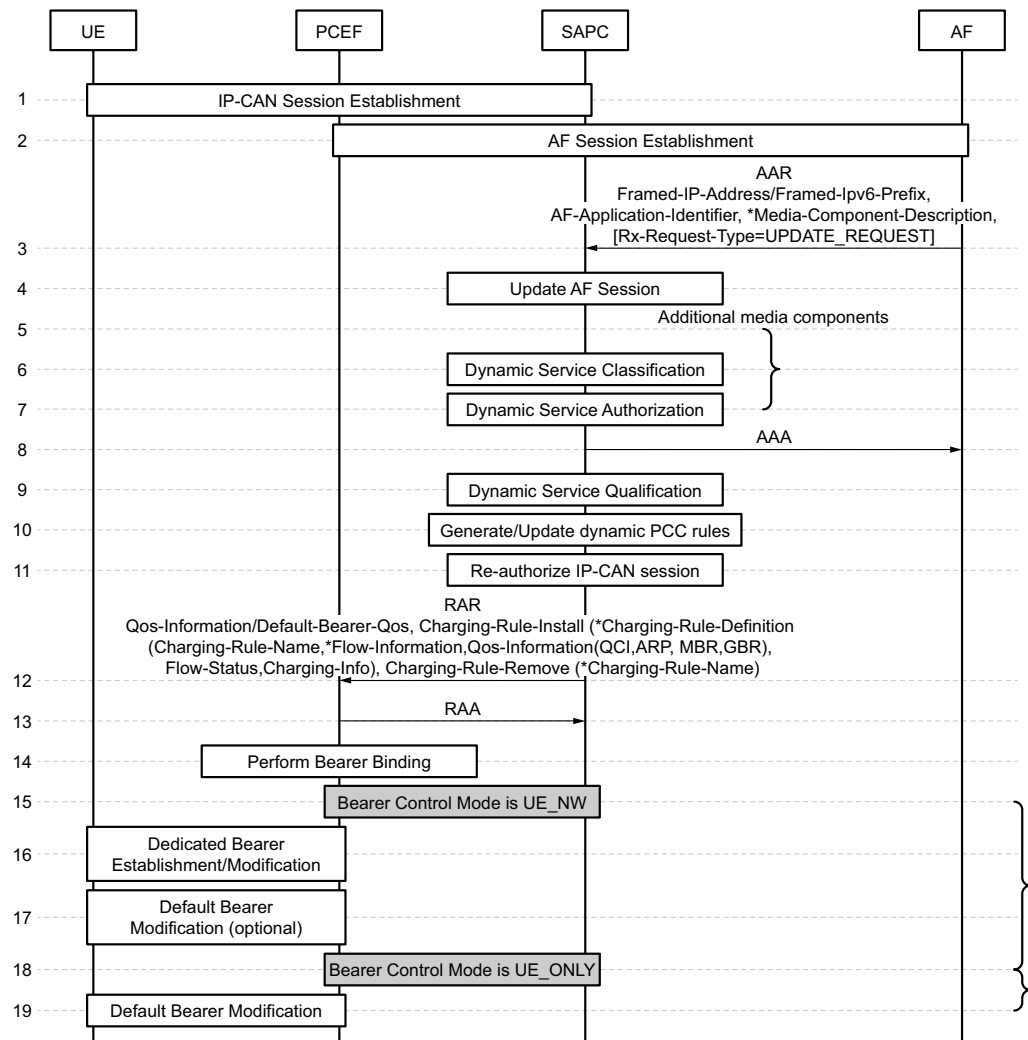 UE
PCEF
SAPC
AF
1
IP-CAN Session Establishment
2
AF Session Establishment
AAR
Framed-IP-Address/Framed-Ipv6-Prefix,
AF-Application-Identifier, *Media-Component-Description,
[Rx-Request-Type=UPDATE_REQUEST]
3
4
Update AF Session
Additional media components
5
6
Dynamic Service Classification
7
Dynamic Service Authorization
AAA
8
9
Dynamic Service Qualification
10
Generate/Update dynamic PCC rules
11
Re-authorize IP-CAN session
RAR
Qos-Information/Default-Bearer-Qos, Charging-Rule-Install (*Charging-Rule-Definition
(Charging-Rule-Name,*Flow-Information,Qos-Information(QCI,ARP, MBR,GBR),
Flow-Status,Charging-Info), Charging-Rule-Remove (*Charging-Rule-Name)
12
RAA
13
14
Perform Bearer Binding
15
Bearer Control Mode is UE_NW
16
Dedicated Bearer
Establishment/Modification
17
Default Bearer
Modification (optional)
18
Bearer Control Mode is UE_ONLY
19
Default Bearer Modification